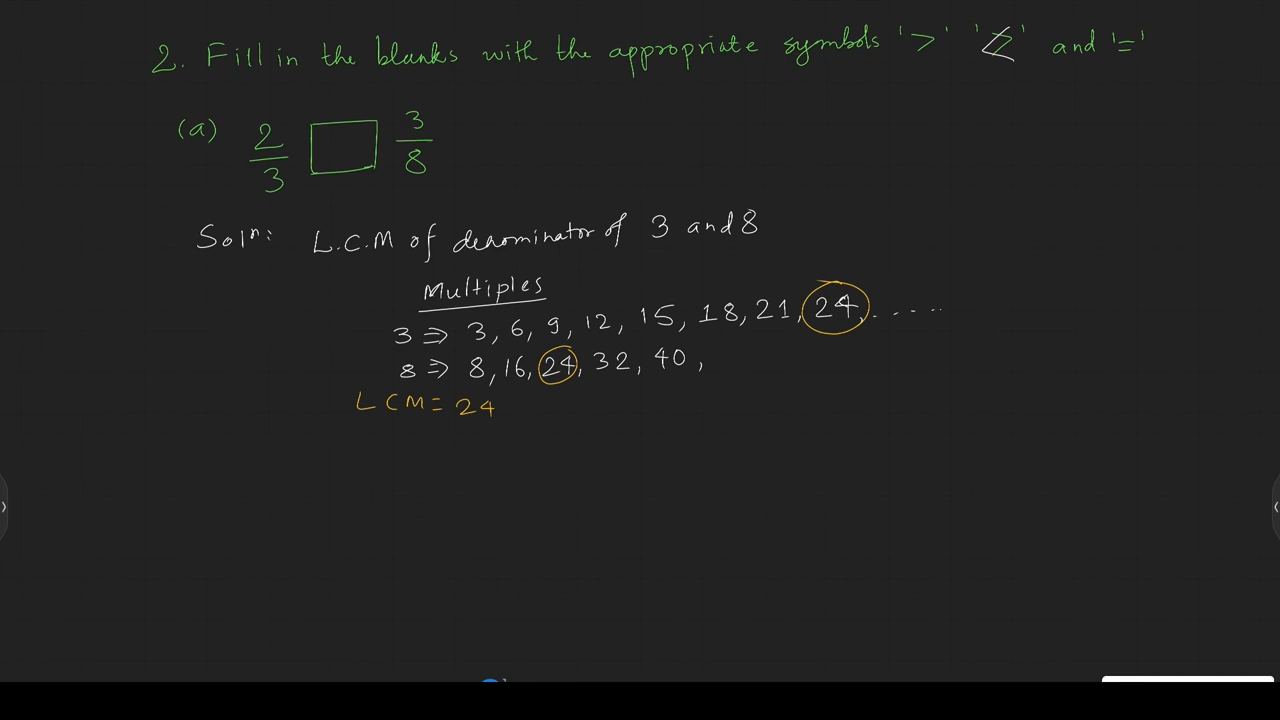 2. Fill in the blanks with the appropriate symbols '>' '<' and '='
(a) 2/3 □ 3/8
Solⁿ: L.C.M of denominator of 3 and 8
Multiples
3 ⇒ 3, 6, 9, 12, 15, 18, 21, 24, ......
8 ⇒ 8, 16, 24, 32, 40,
LCM = 24